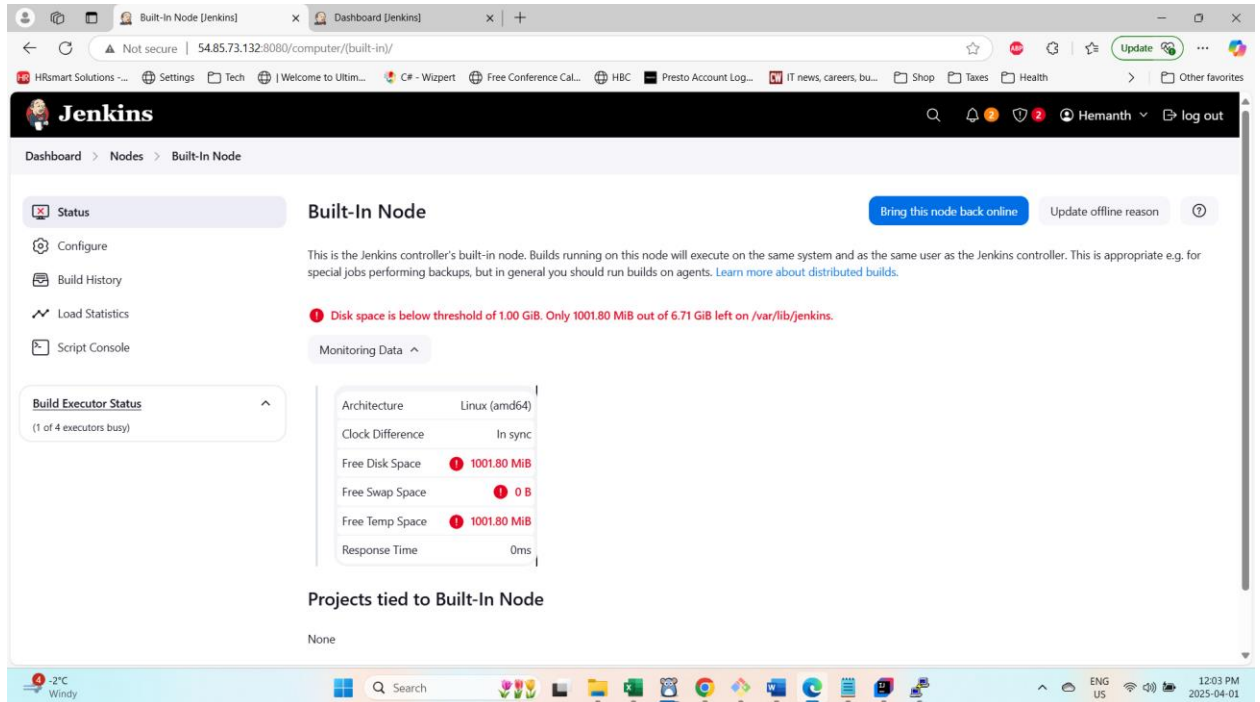 Built-In Node [Jenkins]
Dashboard [Jenkins]
Not secure | 54.85.73.132:8080/computer/(built-in)/
Update
HRsmart Solutions -... Settings Tech | Welcome to Ultim... C# - Wizpert Free Conference Cal... HBC Presto Account Log... IT news, careers, bu... Shop Taxes Health Other favorites
Jenkins
2 2 Hemanth log out
Dashboard > Nodes > Built-In Node
Status
Configure
Build History
Load Statistics
Script Console
Build Executor Status
(1 of 4 executors busy)
Built-In Node
Bring this node back online
Update offline reason
This is the Jenkins controller's built-in node. Builds running on this node will execute on the same system and as the same user as the Jenkins controller. This is appropriate e.g. for
special jobs performing backups, but in general you should run builds on agents. Learn more about distributed builds.
Disk space is below threshold of 1.00 GiB. Only 1001.80 MiB out of 6.71 GiB left on /var/lib/jenkins.
Monitoring Data
Architecture Linux (amd64)
Clock Difference In sync
Free Disk Space 1001.80 MiB
Free Swap Space 0 B
Free Temp Space 1001.80 MiB
Response Time 0ms
Projects tied to Built-In Node
None
4 -2°C
Windy
Search
ENG
US
12:03 PM
2025-04-01